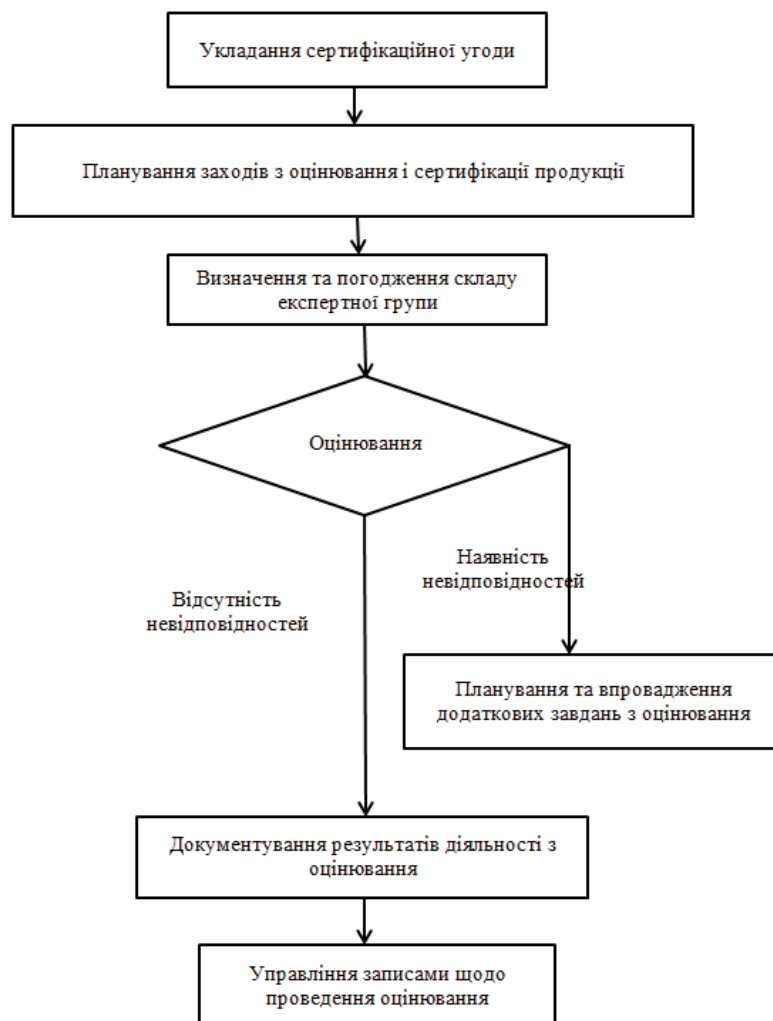 Укладання сертифікаційної угоди
Планування заходів з оцінювання і сертифікації продукції
Визначення та погодження складу
експертної групи
Оцінювання
Наявність
невідповідностей
Відсутність
невідповідностей
Планування та впровадження
додаткових завдань з оцінювання
Документування результатів діяльності з
оцінювання
Управління записами щодо
проведення оцінювання